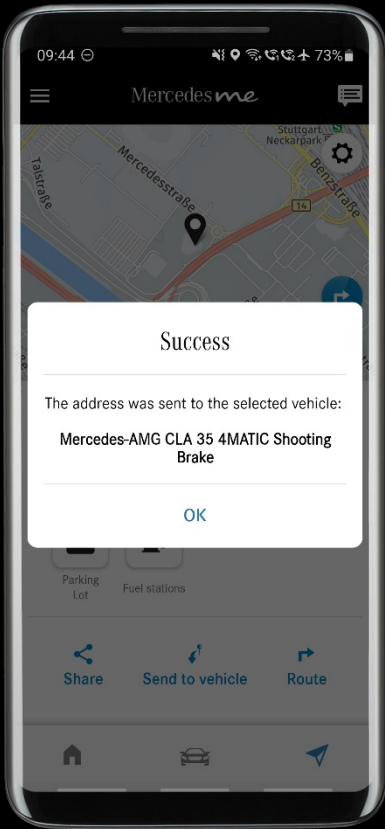 09:44
73%
Mercedes me
Stuttgart
Neckarpark
Talstraße
Mercedesstraße
Benzstraße
14
Success
The address was sent to the selected vehicle:
Mercedes-AMG CLA 35 4MATIC Shooting
Brake
OK
Parking
Lot
Fuel stations
Share
Send to vehicle
Route